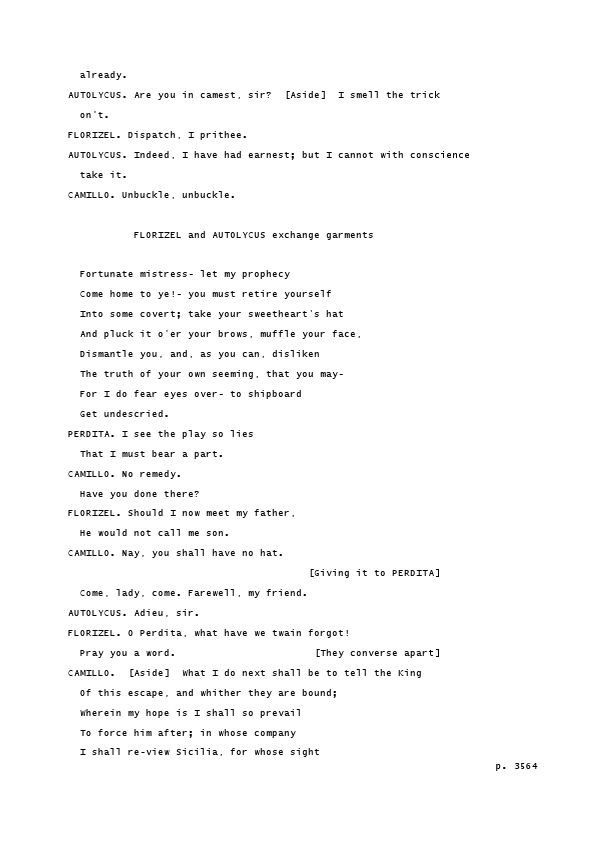 already.
AUTOLYCUS. Are you in camest, sir?  [Aside]  I smell the trick
on't.
FLORIZEL. Dispatch, I prithee.
AUTOLYCUS. Indeed, I have had earnest; but I cannot with conscience
take it.
CAMILLO. Unbuckle, unbuckle.
FLORIZEL and AUTOLYCUS exchange garments
Fortunate mistress- let my prophecy
Come home to ye!- you must retire yourself
Into some covert; take your sweetheart's hat
And pluck it o'er your brows, muffle your face,
Dismantle you, and, as you can, disliken
The truth of your own seeming, that you may-
For I do fear eyes over- to shipboard
Get undescried.
PERDITA. I see the play so lies
That I must bear a part.
CAMILLO. No remedy.
Have you done there?
FLORIZEL. Should I now meet my father,
He would not call me son.
CAMILLO. Nay, you shall have no hat.
[Giving it to PERDITA]
Come, lady, come. Farewell, my friend.
AUTOLYCUS. Adieu, sir.
FLORIZEL. O Perdita, what have we twain forgot!
Pray you a word.                       [They converse apart]
CAMILLO.  [Aside]  What I do next shall be to tell the King
Of this escape, and whither they are bound;
Wherein my hope is I shall so prevail
To force him after; in whose company
I shall re-view Sicilia, for whose sight
p. 3564